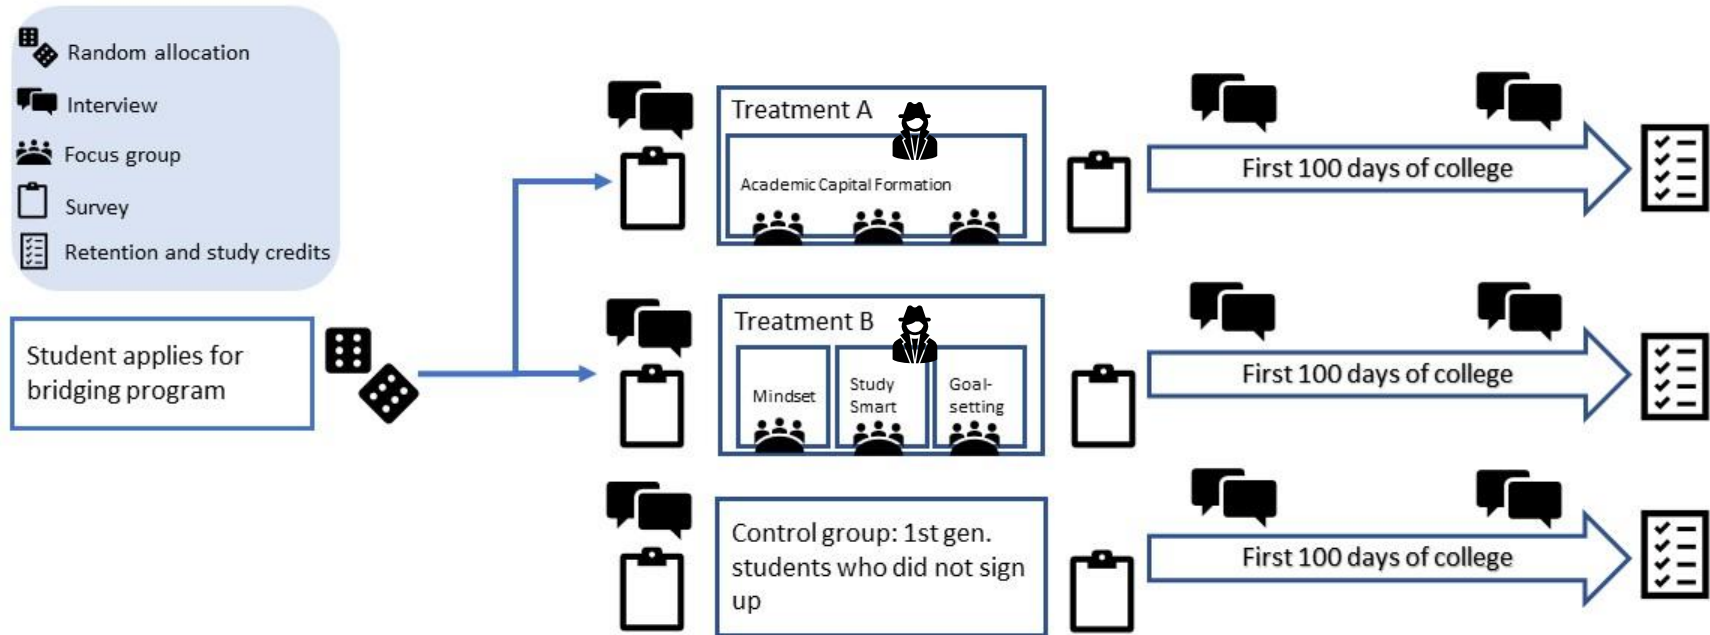 Random allocation
Interview
Focus group
Survey
Retention and study credits
Student applies for
bridging program
Treatment A
Academic Capital Formation
First 100 days of college
Treatment B
Mindset
Study
Smart
Goal-
setting
First 100 days of college
Control group: 1st gen.
students who did not sign
up
First 100 days of college